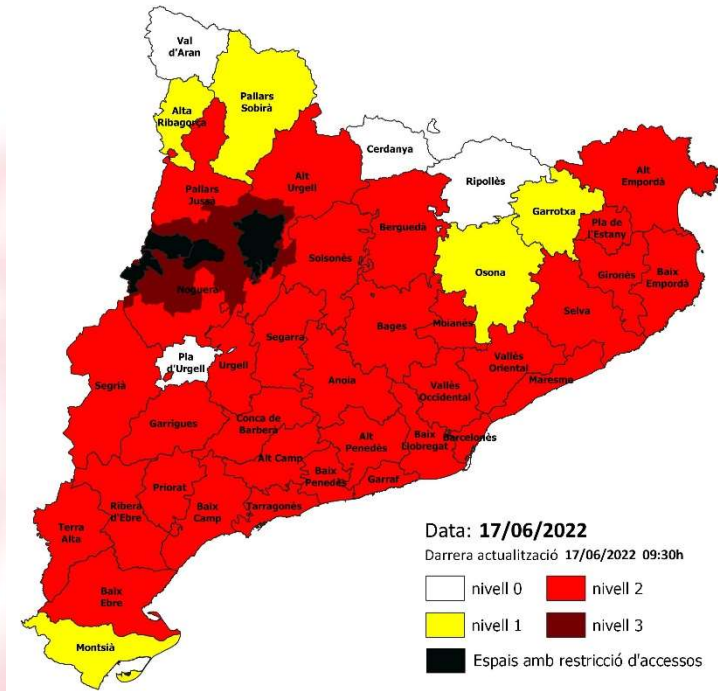 Val
d'Aran
Pallars
Sobirà
Alta
Ribagorça
Cerdanya
Ripollès
Alt
Empordà
Alt
Urgell
Pallars
Jussà
Garrotxa
Berguedà
Pla de
l'Estany
Solsonès
Osona
Gironès
Baix
Empordà
Noguera
Selva
Bages
Moianès
Segarra
Pla
d'Urgell
Urgell
Vallès
Oriental
Segrià
Anoia
Maresme
Vallès
Occidental
Garrigues
Conca de
Barberà
Alt
Penedès
Baix
Llobregat
Barcelonès
Alt Camp
Baix
Penedès
Garraf
Priorat
Ribera
d'Ebre
Baix
Camp
Tarragonès
Terra
Alta
Baix
Ebre
Montsià
Data: 17/06/2022
Darrera actualització 17/06/2022 09:30h
nivell 0
nivell 2
nivell 1
nivell 3
Espais amb restricció d'accessos